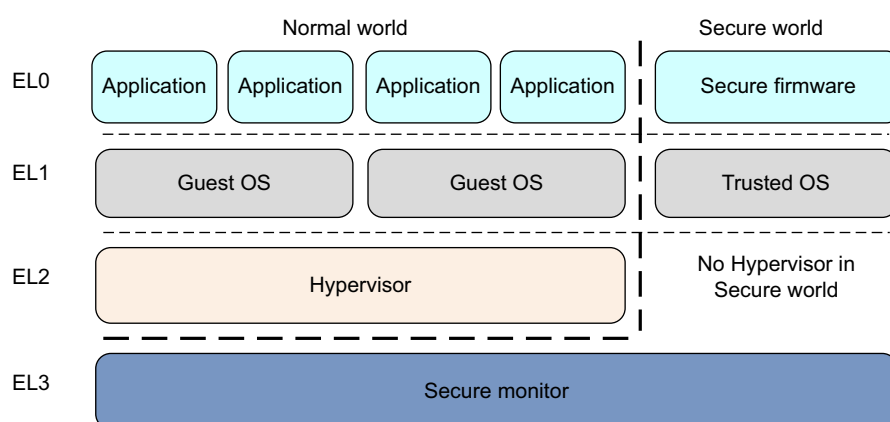 Normal world
Secure world
EL0
Application
Application
Application
Application
Secure firmware
EL1
Guest OS
Guest OS
Trusted OS
EL2
Hypervisor
No Hypervisor in
Secure world
EL3
Secure monitor